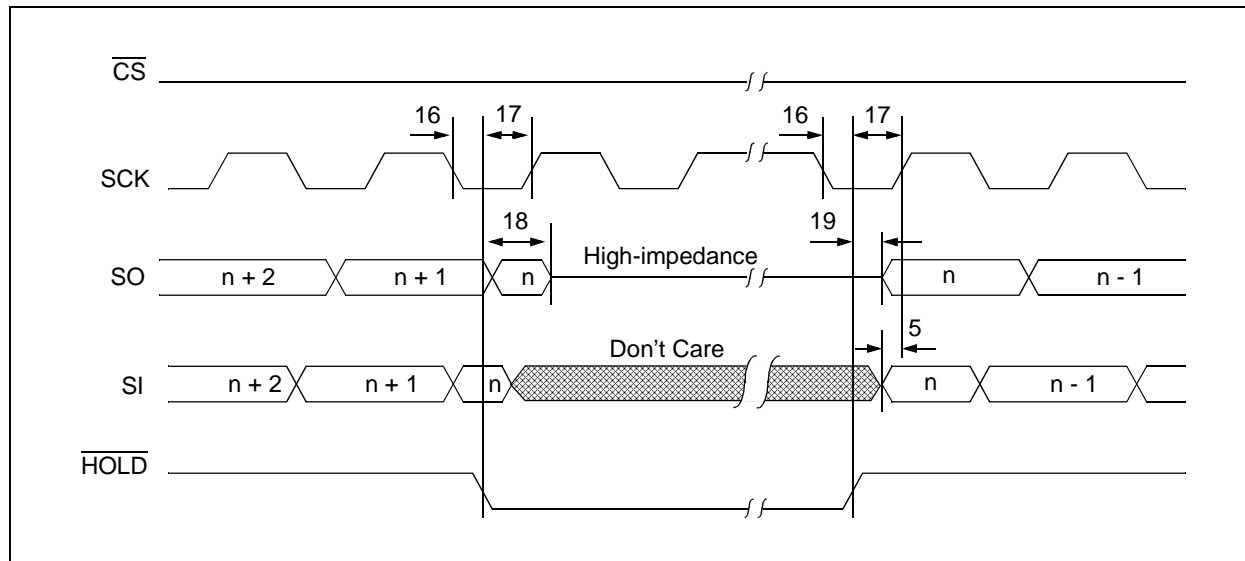 CS
16 17 16 17
SCK
18 19
High-impedance
SO n + 2 n + 1 n n n - 1
5
Don't Care
SI n + 2 n + 1 n n n - 1
HOLD